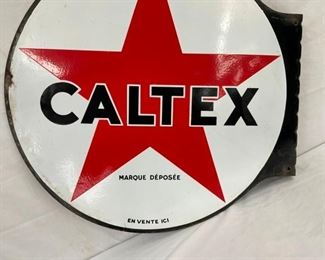 CALTEX
MARQUE DÉPOSÉE
EN VENTE ICI